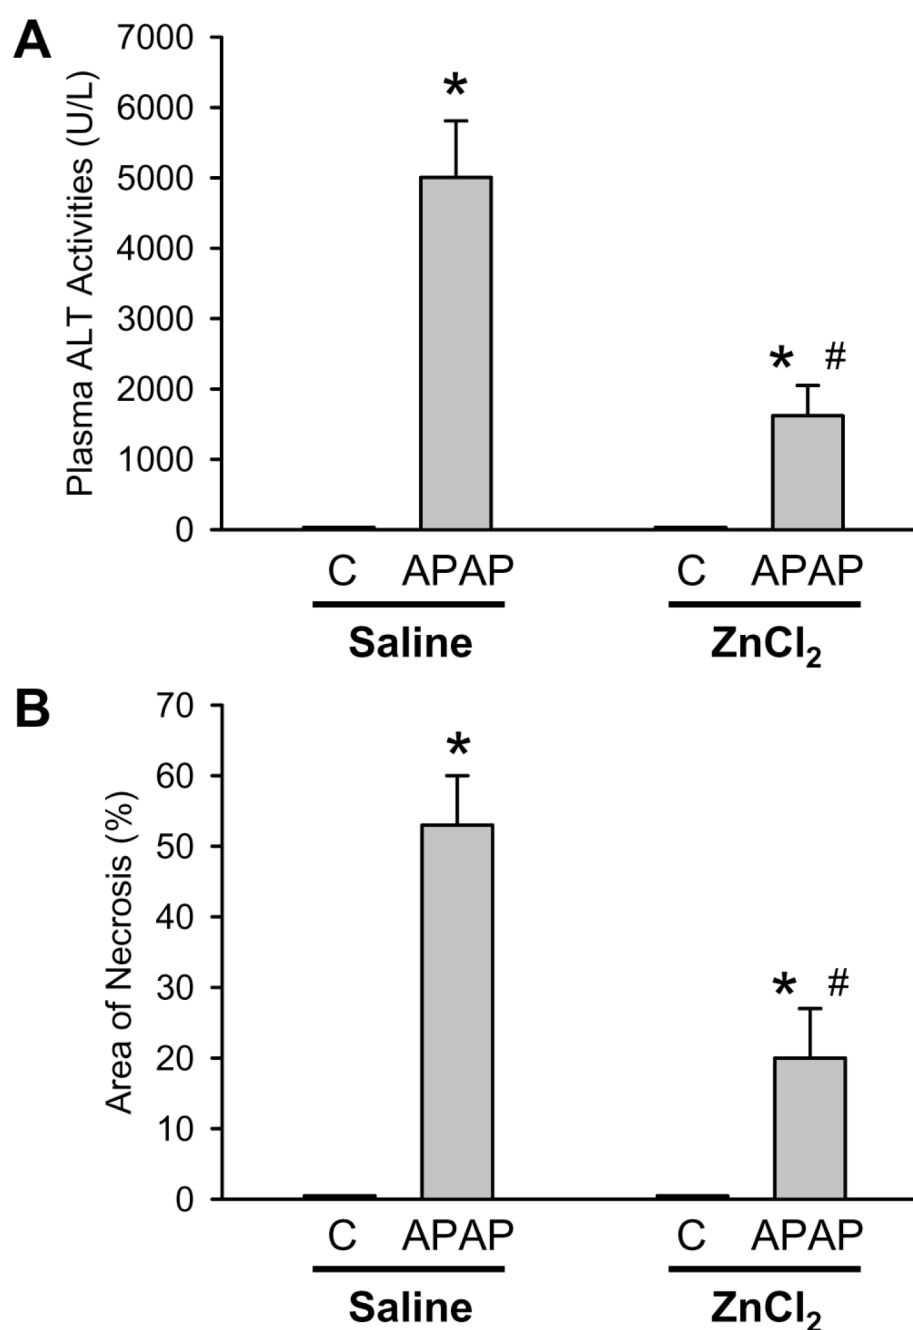 A
Plasma ALT Activities (U/L)
7000
6000
5000
4000
3000
2000
1000
0
*
* #
C APAP C APAP
Saline ZnCl₂
B
Area of Necrosis (%)
70
60
50
40
30
20
10
0
*
* #
C APAP C APAP
Saline ZnCl₂